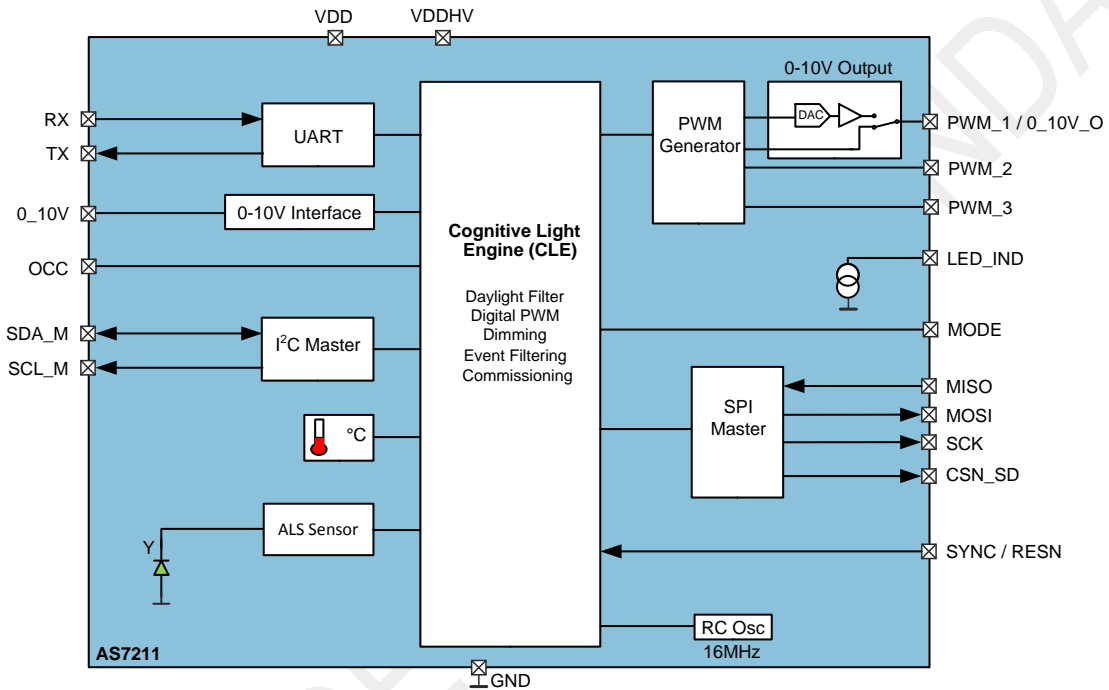 VDD
VDDHV
0-10V Output
DAC
RX
TX
UART
PWM
Generator
PWM_1 / 0_10V_O
PWM_2
PWM_3
0_10V
0-10V Interface
Cognitive Light
Engine (CLE)
OCC
LED_IND
Daylight Filter
Digital PWM
Dimming
Event Filtering
Commissioning
SDA_M
SCL_M
I²C Master
MODE
MISO
MOSI
SCK
CSN_SD
SPI
Master
°C
ALS Sensor
Y
SYNC / RESN
RC Osc
16MHz
AS7211
GND